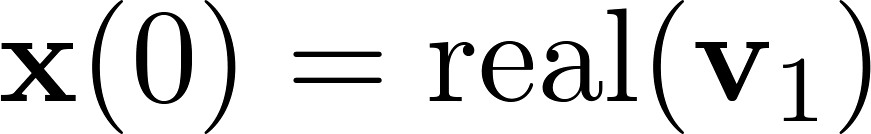 x(0) = real(v₁)